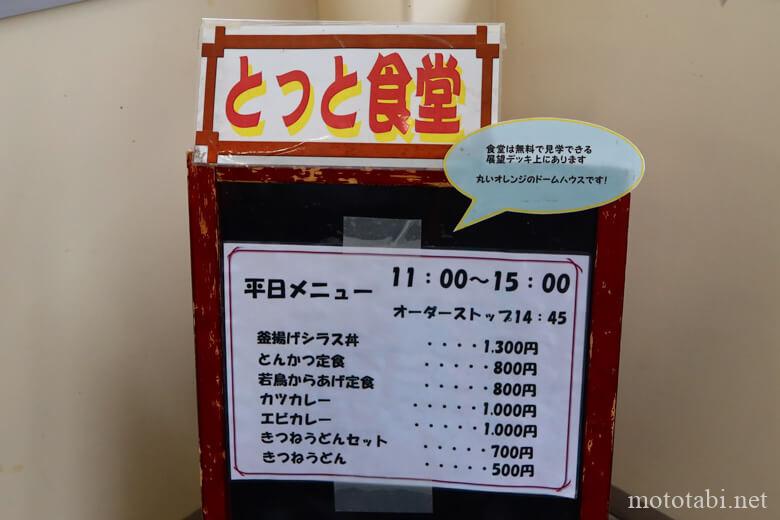 とっと食堂
食堂は無料で見学できる
展望デッキ上にあります
丸いオレンジのドームハウスです!
平日メニュー 11:00〜15:00
オーダーストップ14:45
釜揚げシラス丼 ・・・・1.300円
とんかつ定食 ・・・・・800円
若鳥からあげ定食 ・・・・・800円
カツカレー ・・・・・1.000円
エビカレー ・・・・・1.000円
きつねうどんセット ・・・・・700円
きつねうどん ・・・・・500円
mototabi.net